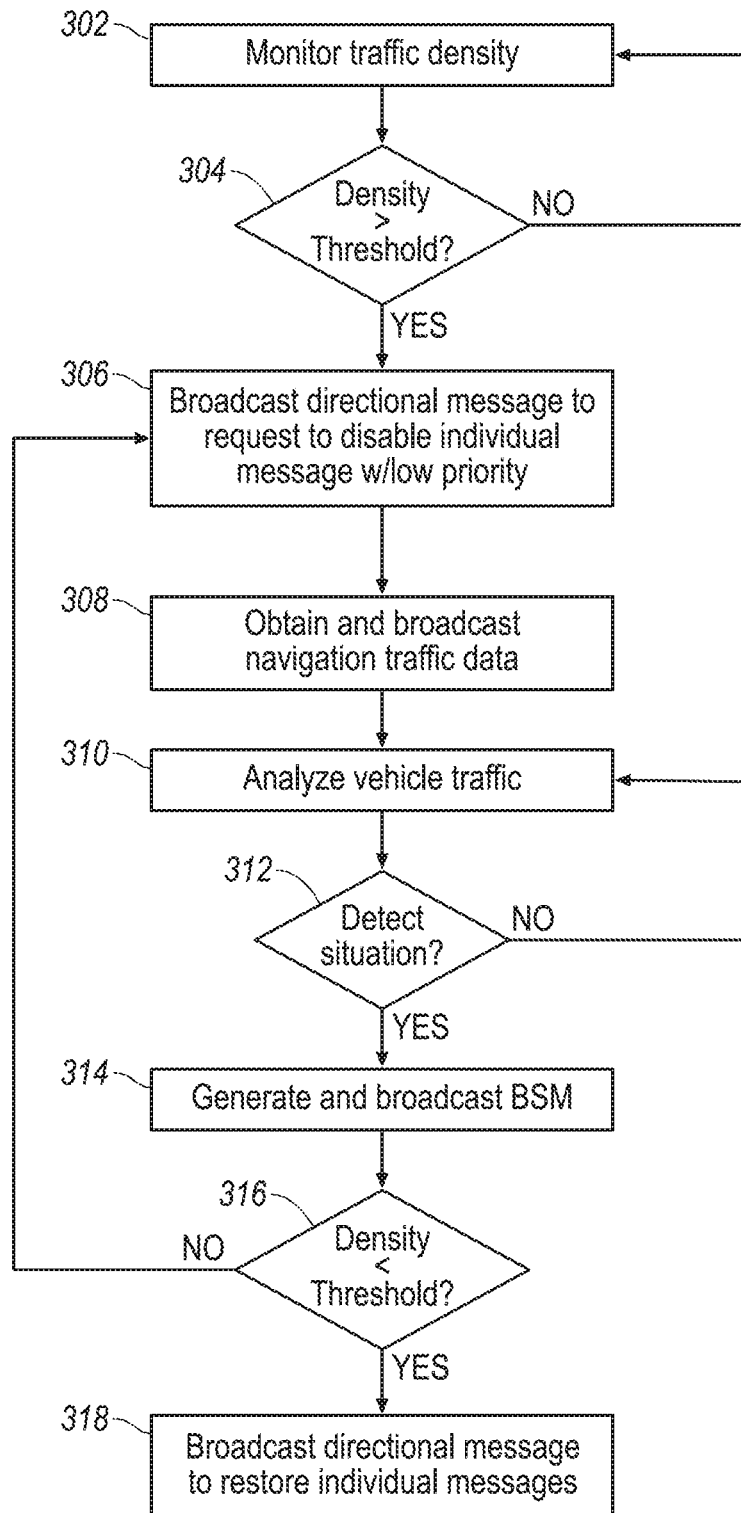 302
Monitor traffic density
304
Density
>
Threshold?
NO
YES
306
Broadcast directional message to
request to disable individual
message w/low priority
308
Obtain and broadcast
navigation traffic data
310
Analyze vehicle traffic
312
Detect
situation?
NO
YES
314
Generate and broadcast BSM
316
Density
<
Threshold?
NO
YES
318
Broadcast directional message
to restore individual messages